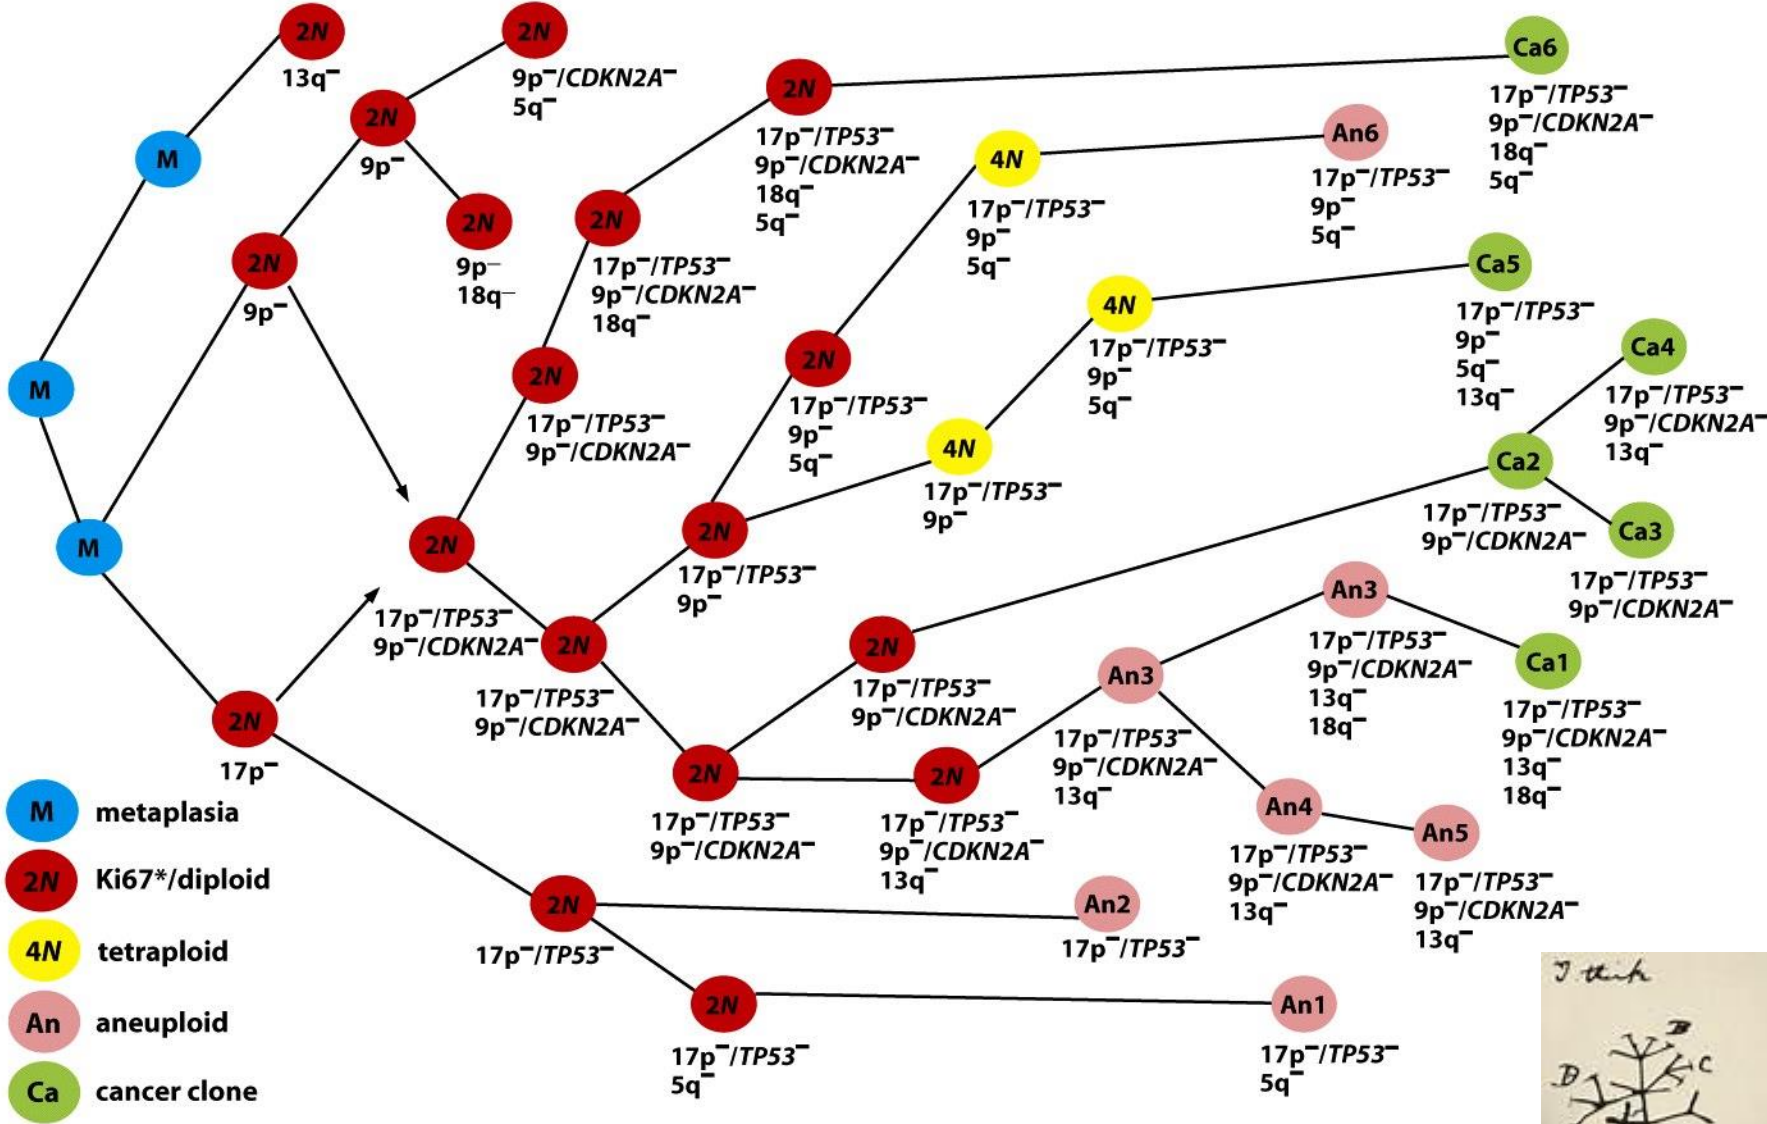 2N
13q–
2N
9p–/CDKN2A–
5q–
2N
9p–
M
2N
9p–
18q–
2N
9p–
M
M
2N
17p–
2N
17p–/TP53–
9p–/CDKN2A–
18q–
5q–
Ca6
17p–/TP53–
9p–/CDKN2A–
18q–
5q–
2N
17p–/TP53–
9p–/CDKN2A–
18q–
2N
17p–/TP53–
9p–/CDKN2A–
2N
17p–/TP53–
9p–/CDKN2A–
4N
17p–/TP53–
9p–
5q–
An6
17p–/TP53–
9p–
5q–
2N
17p–/TP53–
9p–
5q–
4N
17p–/TP53–
9p–
5q–
Ca5
17p–/TP53–
9p–
5q–
13q–
4N
17p–/TP53–
9p–
2N
17p–/TP53–
9p–
2N
17p–/TP53–
9p–/CDKN2A–
Ca4
17p–/TP53–
9p–/CDKN2A–
13q–
Ca2
17p–/TP53–
9p–/CDKN2A–
Ca3
17p–/TP53–
9p–/CDKN2A–
2N
17p–/TP53–
9p–/CDKN2A–
2N
17p–/TP53–
9p–/CDKN2A–
2N
17p–/TP53–
9p–/CDKN2A–
13q–
An3
17p–/TP53–
9p–/CDKN2A–
13q–
An3
17p–/TP53–
9p–/CDKN2A–
13q–
18q–
Ca1
17p–/TP53–
9p–/CDKN2A–
13q–
18q–
An4
17p–/TP53–
9p–/CDKN2A–
13q–
An5
17p–/TP53–
9p–/CDKN2A–
13q–
2N
17p–/TP53–
An2
17p–/TP53–
2N
17p–/TP53–
5q–
An1
17p–/TP53–
5q–
M metaplasia
2N Ki67*/diploid
4N tetraploid
An aneuploid
Ca cancer clone
I think
B
C
D